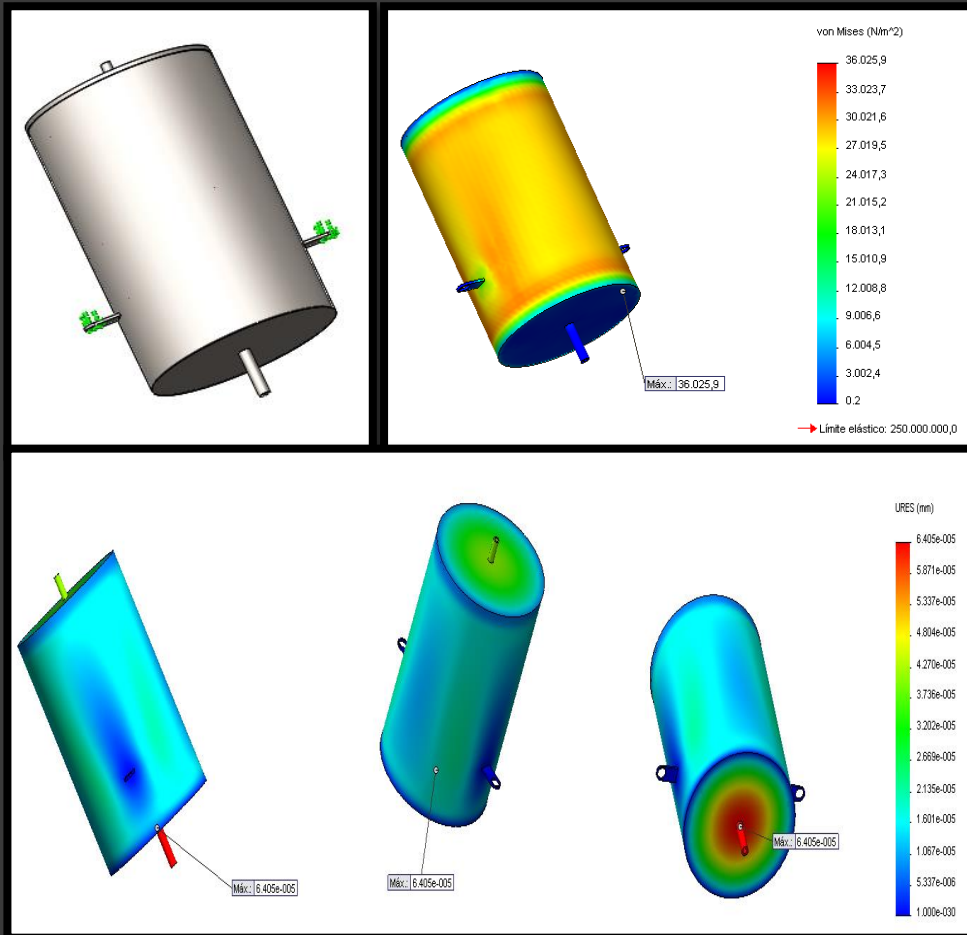 von Mises (N/m^2)
36.025,9
33.023,7
30.021,6
27.019,5
24.017,3
21.015,2
18.013,1
15.010,9
12.008,8
9.006,6
6.004,5
3.002,4
0.2
Límite elástico: 250.000.000,0
Máx.: 36.025,9
URES (mm)
6.405e-005
5.871e-005
5.337e-005
4.804e-005
4.270e-005
3.736e-005
3.202e-005
2.669e-005
2.135e-005
1.601e-005
1.067e-005
5.337e-006
1.000e-030
Máx.: 6.405e-005
Máx.: 6.405e-005
Máx.: 6.405e-005